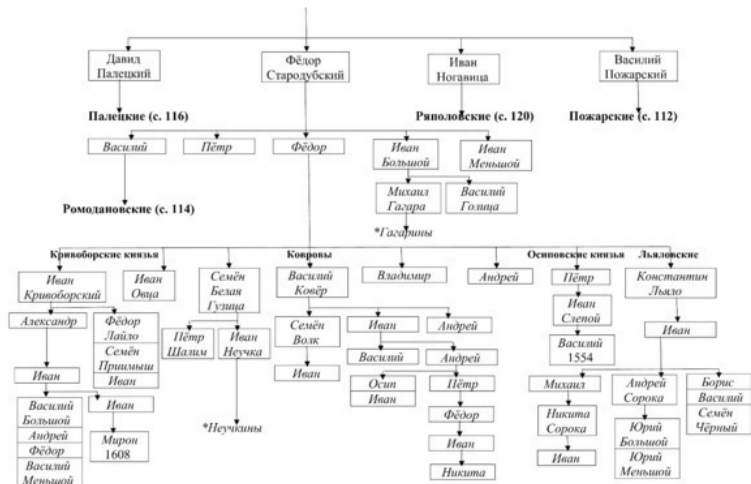 Давид
Палецкий
Фёдор
Стародубский
Иван
Ногавица
Василий
Пожарский
Палецкие (с. 116)
Ряполовские (с. 120)
Пожарские (с. 112)
Василий
Пётр
Фёдор
Иван
Большой
Иван
Меньшой
Михаил
Гагара
Василий
Голица
Ромодановские (с. 114)
*Гагарины
Кривоборские князья
Ковровы
Осиповские князья
Льяловские
Иван
Кривоборский
Иван
Овца
Семён
Белая
Гузица
Василий
Ковёр
Владимир
Андрей
Пётр
Константин
Льяло
Александр
Фёдор
Лайло
Семён
Приимыш
Иван
Пётр
Шалим
Иван
Неучка
Семён
Волк
Иван
Андрей
Иван
Слепой
Иван
Василий
Андрей
Василий
1554
Иван
Иван
Осип
Иван
Пётр
Михаил
Андрей
Сорока
Борис
Василий
Семён
Чёрный
Василий
Большой
Андрей
Фёдор
Василий
Меньшой
Иван
Мирон
1608
*Неучкины
Фёдор
Иван
Никита
Никита
Сорока
Иван
Юрий
Большой
Юрий
Меньшой